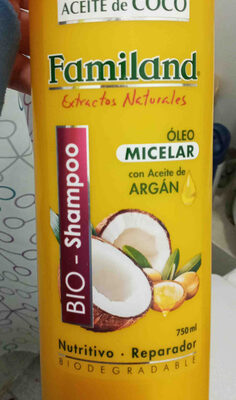 ACEITE de COCO
Familand
Extractos Naturales
ÓLEO
MICELAR
con Aceite de
ARGÁN
BIO - Shampoo
750 ml
Nutritivo · Reparador
BIODEGRADABLE